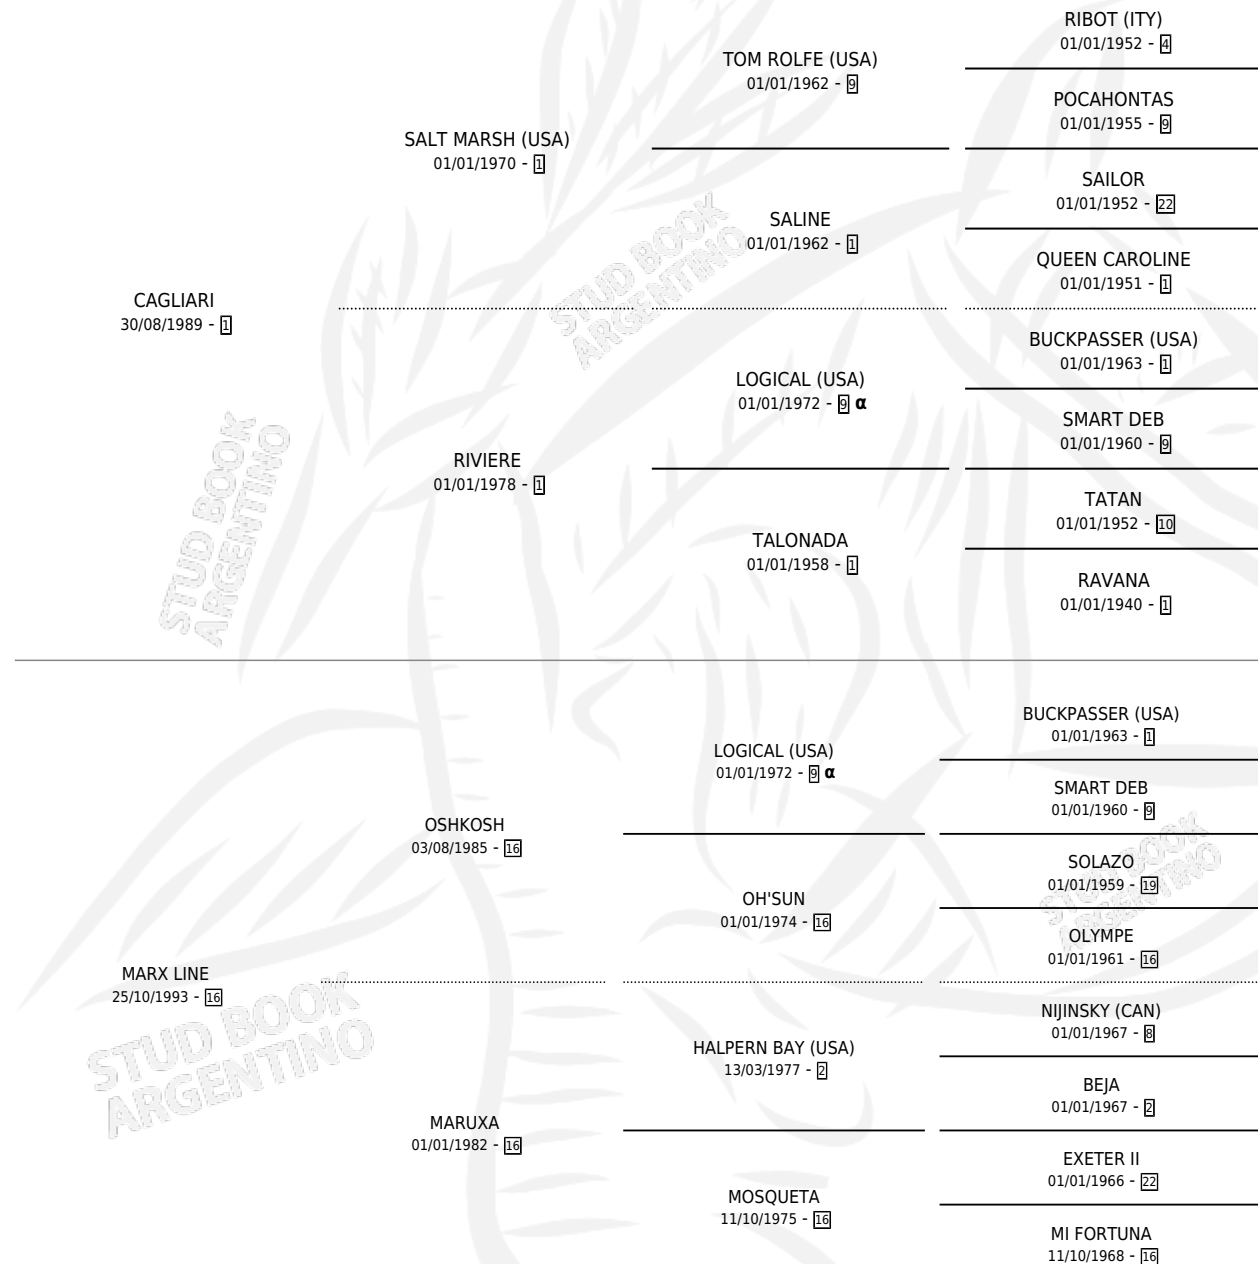 RIBOT (ITY)
01/01/1952 - 4
TOM ROLFE (USA)
01/01/1962 - 9
POCAHONTAS
01/01/1955 - 9
SALT MARSH (USA)
01/01/1970 - 1
SAILOR
01/01/1952 - 22
SALINE
01/01/1962 - 1
QUEEN CAROLINE
01/01/1951 - 1
STUD BOOK
ARGENTINO
CAGLIARI
30/08/1989 - 1
BUCKPASSER (USA)
01/01/1963 - 1
LOGICAL (USA)
01/01/1972 - 9 α
SMART DEB
01/01/1960 - 9
RIVIERE
01/01/1978 - 1
TATAN
01/01/1952 - 10
TALONADA
01/01/1958 - 1
RAVANA
01/01/1940 - 1
STUD BOOK
ARGENTINO
BUCKPASSER (USA)
01/01/1963 - 1
LOGICAL (USA)
01/01/1972 - 9 α
SMART DEB
01/01/1960 - 9
OSHKOSH
03/08/1985 - 16
SOLAZO
01/01/1959 - 19
STUD BOOK
ARGENTINO
OH'SUN
01/01/1974 - 16
OLYMPE
01/01/1961 - 16
MARX LINE
25/10/1993 - 16
STUD BOOK
ARGENTINO
NIJINSKY (CAN)
01/01/1967 - 8
HALPERN BAY (USA)
13/03/1977 - 2
BEJA
01/01/1967 - 2
MARUXA
01/01/1982 - 16
EXETER II
01/01/1966 - 22
MOSQUETA
11/10/1975 - 16
MI FORTUNA
11/10/1968 - 16